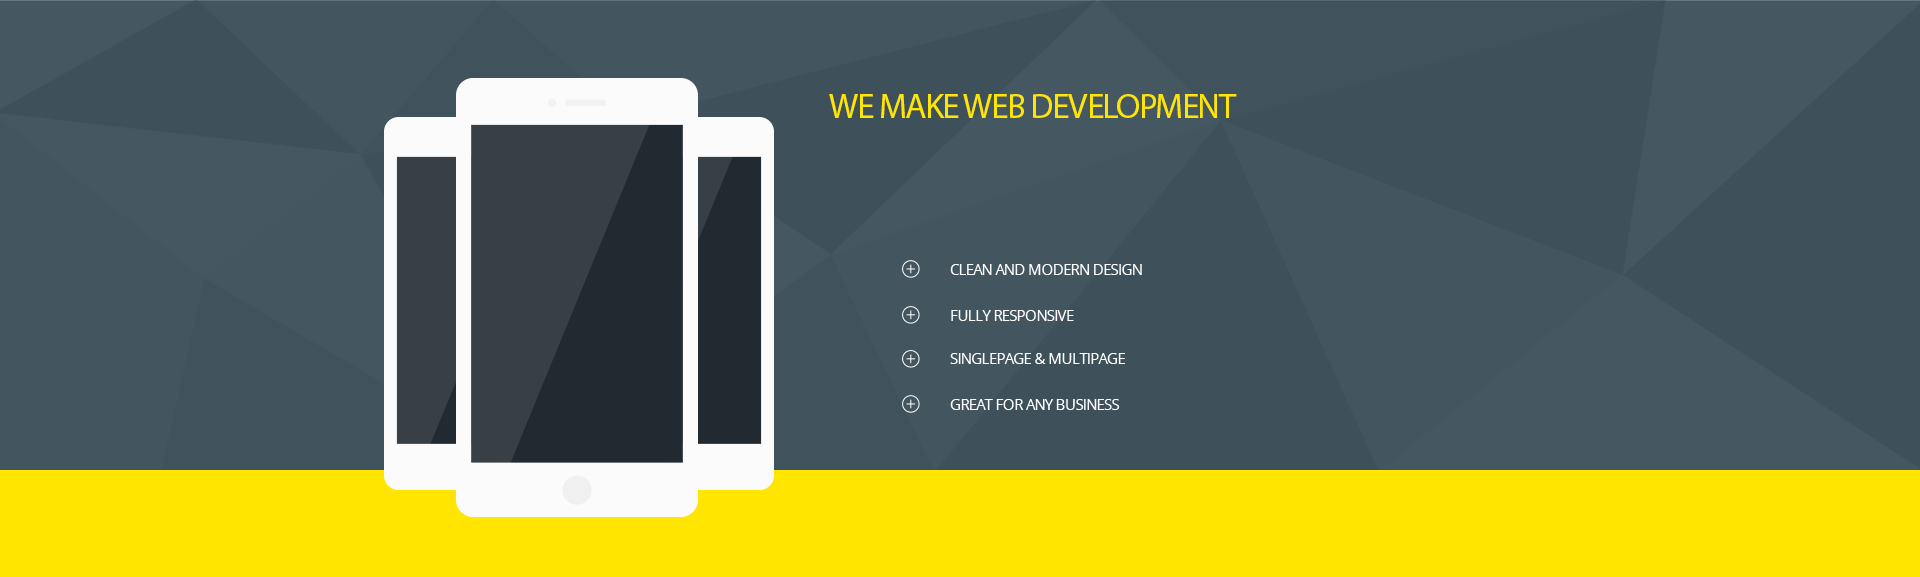 WE MAKE WEB DEVELOPMENT
CLEAN AND MODERN DESIGN
FULLY RESPONSIVE
SINGLEPAGE & MULTIPAGE
GREAT FOR ANY BUSINESS